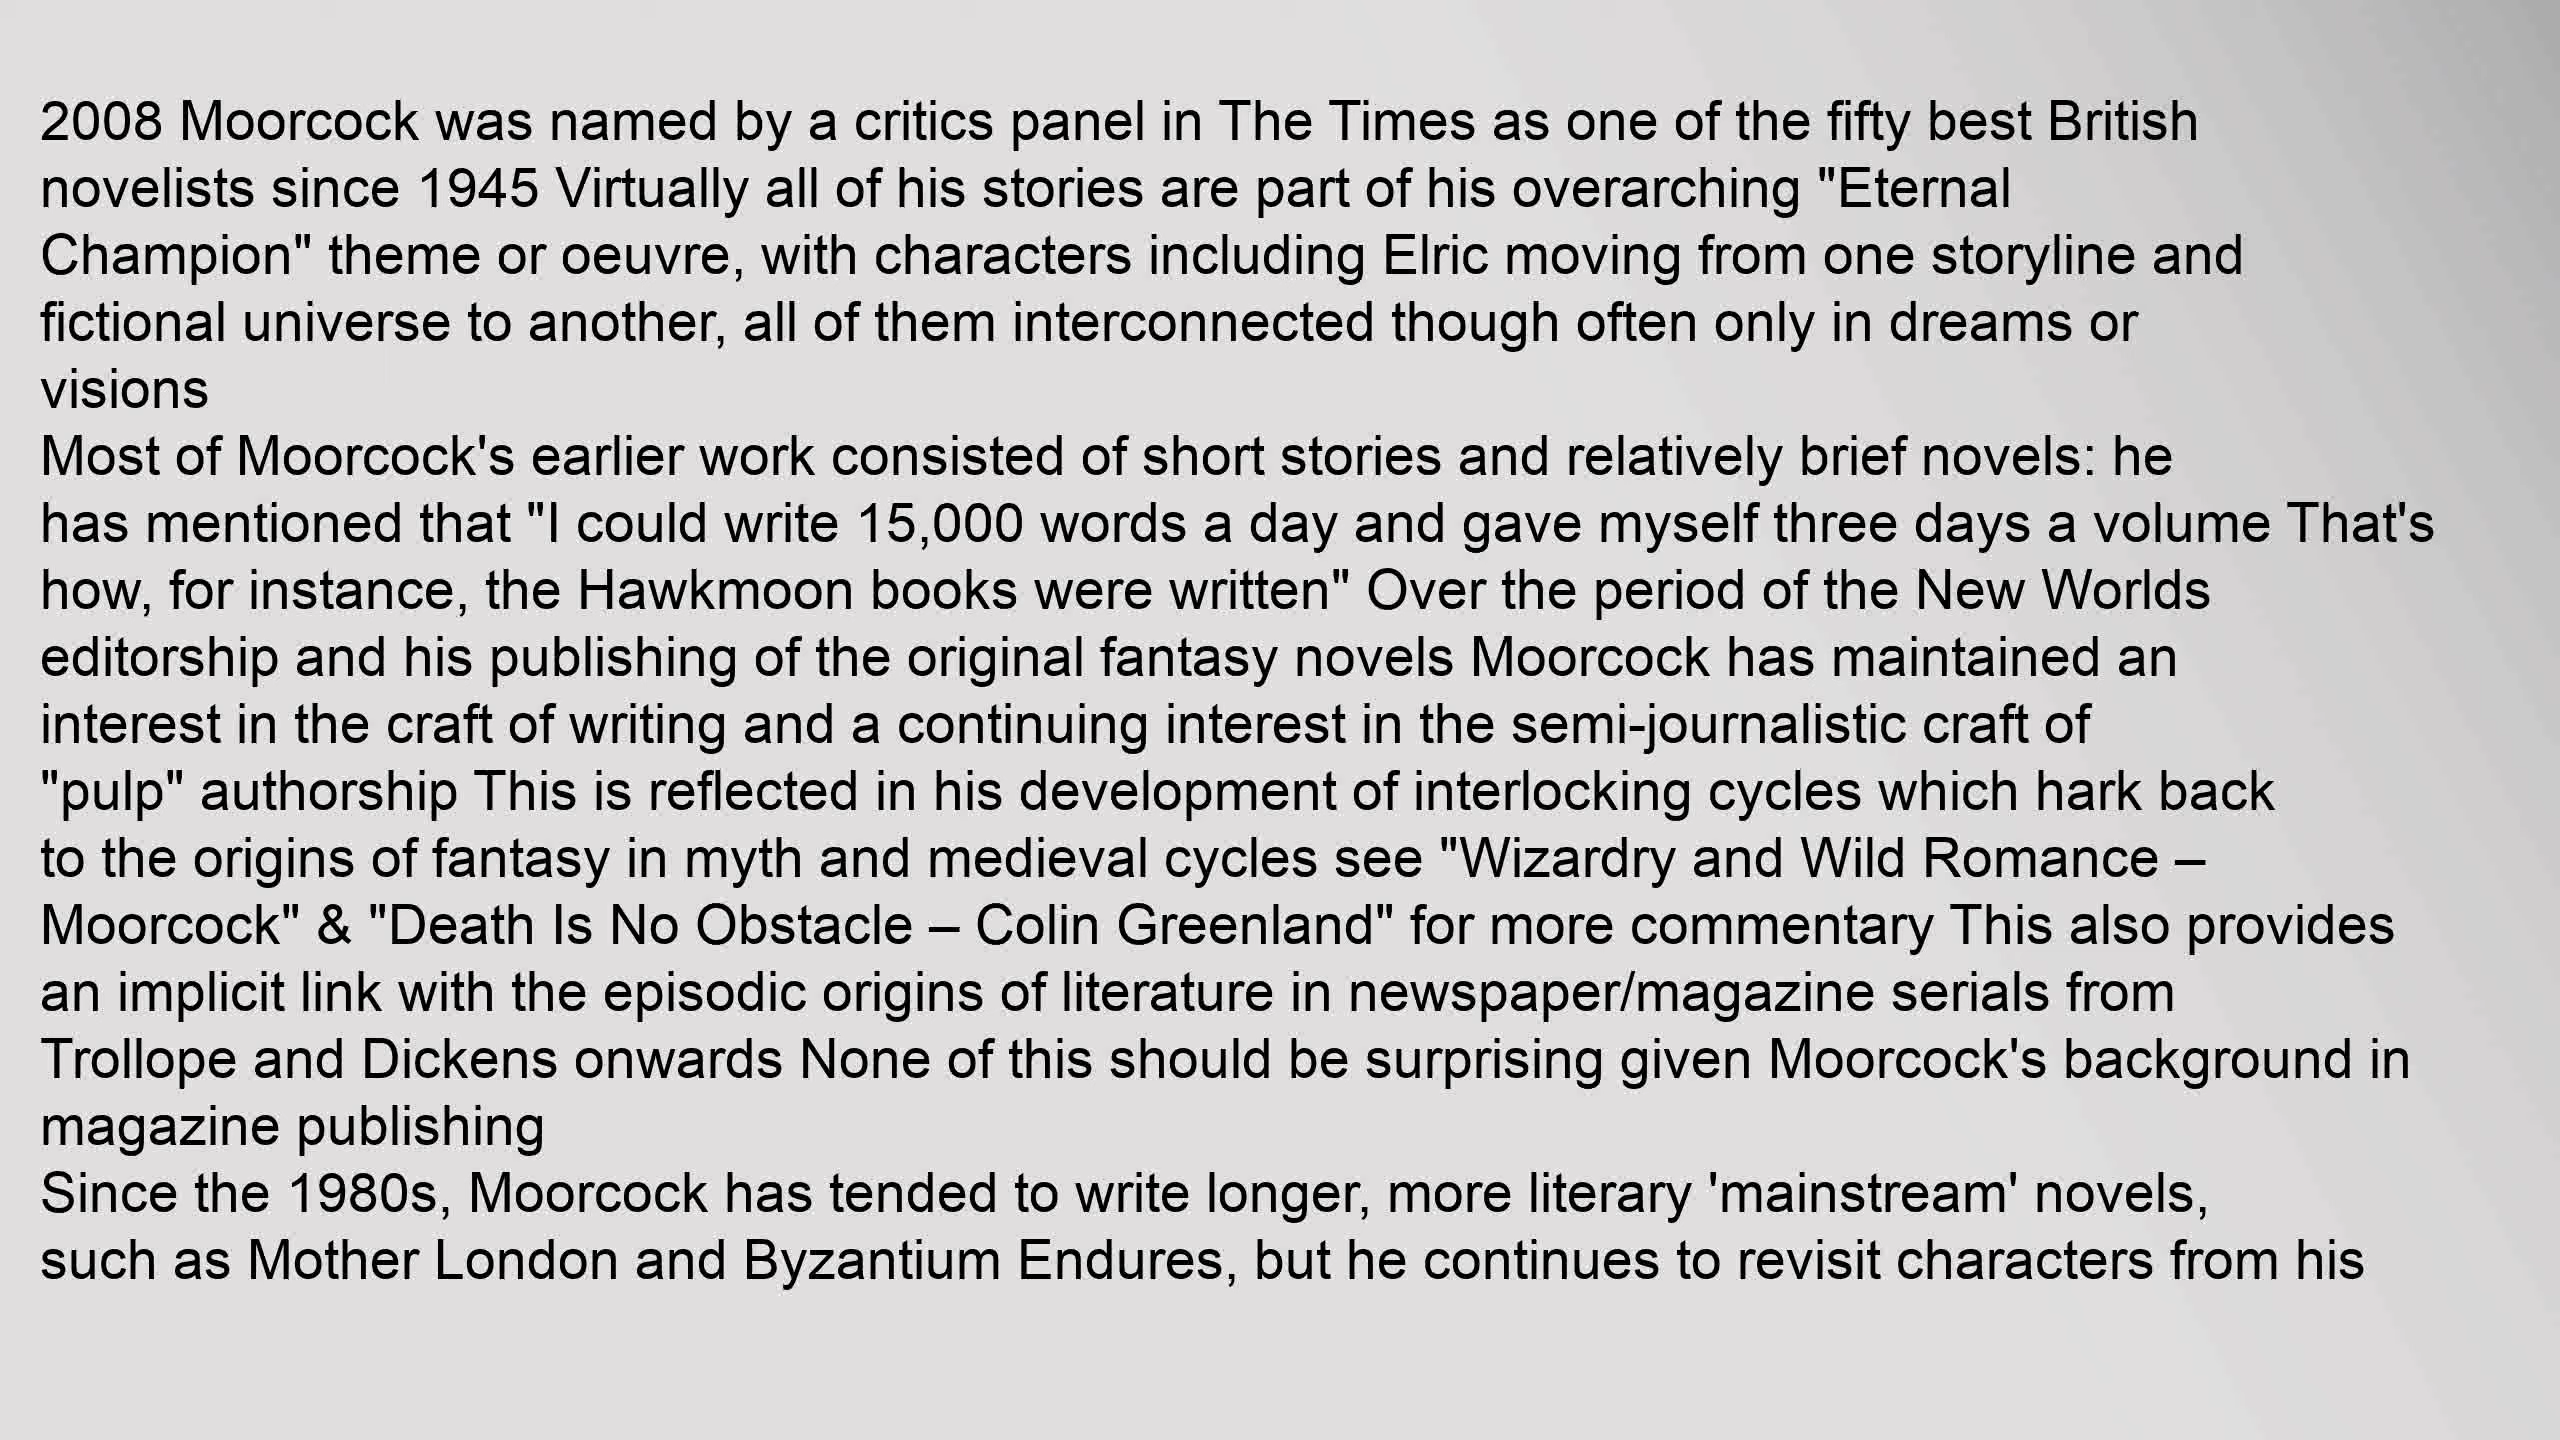 2008 Moorcock was named by a critics panel in The Times as one of the fifty best British
novelists since 1945 Virtually all of his stories are part of his overarching "Eternal
Champion" theme or oeuvre, with characters including Elric moving from one storyline and
fictional universe to another, all of them interconnected though often only in dreams or
visions
Most of Moorcock's earlier work consisted of short stories and relatively brief novels: he
has mentioned that "I could write 15,000 words a day and gave myself three days a volume That's
how, for instance, the Hawkmoon books were written" Over the period of the New Worlds
editorship and his publishing of the original fantasy novels Moorcock has maintained an
interest in the craft of writing and a continuing interest in the semi-journalistic craft of
"pulp" authorship This is reflected in his development of interlocking cycles which hark back
to the origins of fantasy in myth and medieval cycles see "Wizardry and Wild Romance –
Moorcock" & "Death Is No Obstacle – Colin Greenland" for more commentary This also provides
an implicit link with the episodic origins of literature in newspaper/magazine serials from
Trollope and Dickens onwards None of this should be surprising given Moorcock's background in
magazine publishing
Since the 1980s, Moorcock has tended to write longer, more literary 'mainstream' novels,
such as Mother London and Byzantium Endures, but he continues to revisit characters from his